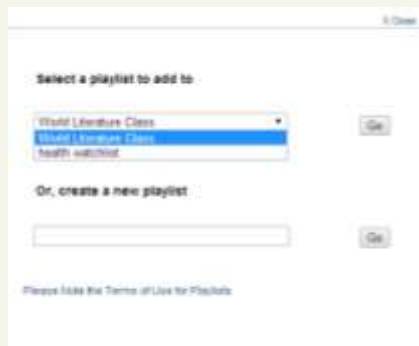 X Close
Select a playlist to add to
World Literature Class
Go
World Literature Class
health watchlist
Or, create a new playlist
Go
Please Note the Terms of Use for Playlists